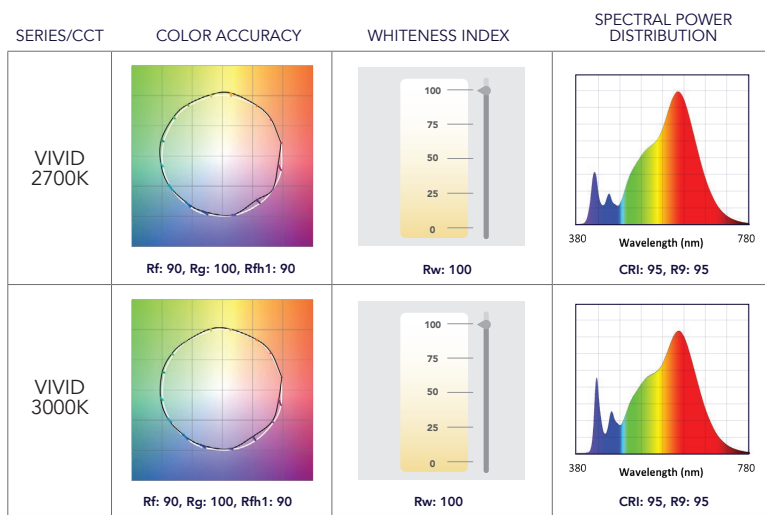 SERIES/CCT
COLOR ACCURACY
WHITENESS INDEX
SPECTRAL POWER
DISTRIBUTION
VIVID
2700K
Rf: 90, Rg: 100, Rfh1: 90
100
75
50
25
0
Rw: 100
380
780
Wavelength (nm)
CRI: 95, R9: 95
VIVID
3000K
Rf: 90, Rg: 100, Rfh1: 90
100
75
50
25
0
Rw: 100
380
780
Wavelength (nm)
CRI: 95, R9: 95